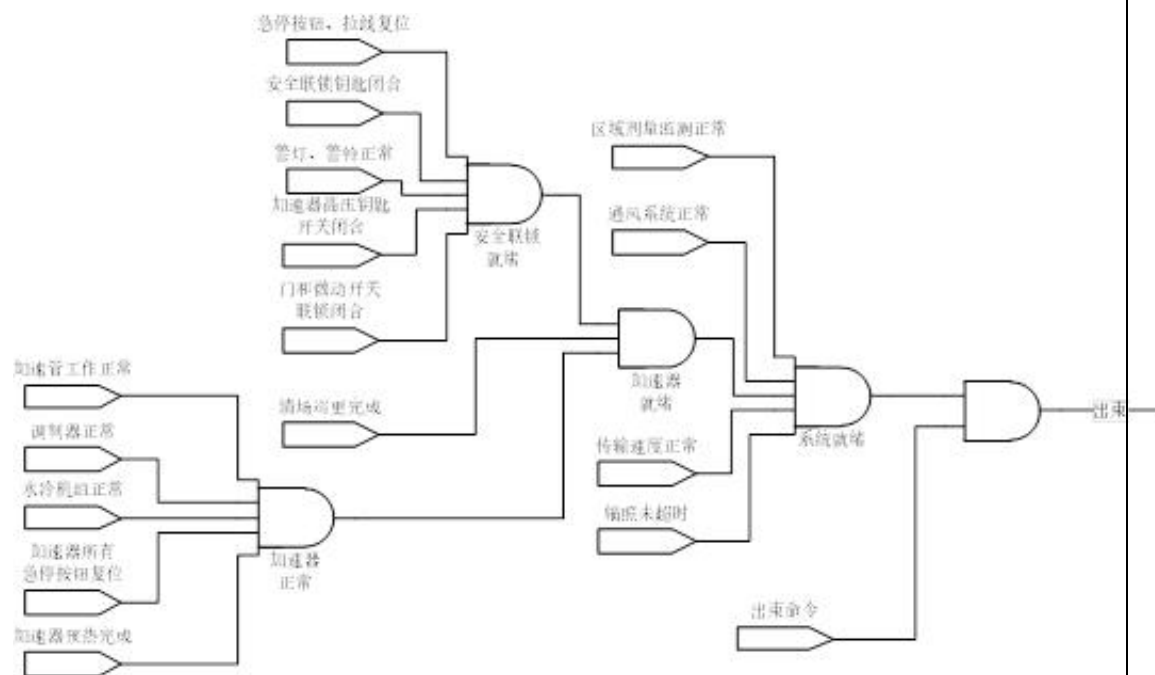 急停按钮、拉线复位
安全联锁钥匙闭合
警灯、警铃正常
加速器高压钥匙
开关闭合
门和微动开关
联锁闭合
安全联锁
就绪
区域剂量监测正常
通风系统正常
加速器
就绪
清场巡更完成
传输速度正常
辐照未超时
系统就绪
出束
加速管工作正常
调制器正常
水冷机组正常
加速器所有
急停按钮复位
加速器预热完成
加速器
正常
出束命令